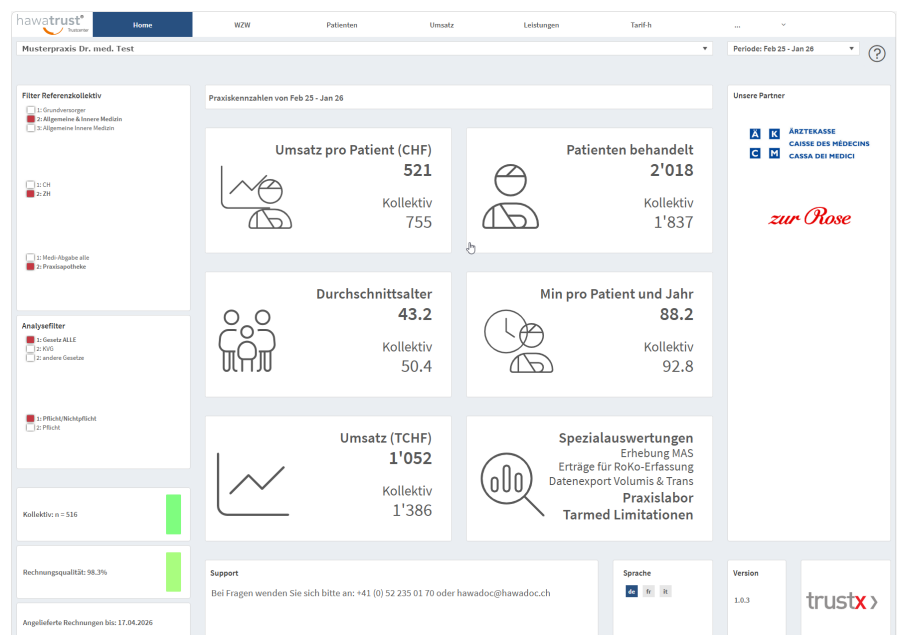 hawatrust®
Trustcenter
Home
WZW
Patienten
Umsatz
Leistungen
Tarif-h
...
Musterpraxis Dr. med. Test
Periode: Feb 25 - Jan 26
?
Filter Referenzkollektiv
1: Grundversorger
2: Allgemeine & Innere Medizin
3: Allgemeine Innere Medizin
1: CH
2: ZH
1: Medi-Abgabe alle
2: Praxisapotheke
Analysefilter
1: Gesetz ALLE
2: KVG
2: andere Gesetze
1: Pflicht/Nichtpflicht
2: Pflicht
Kollektiv: n = 516
Rechnungsqualität: 98.3%
Angelieferte Rechnungen bis: 17.04.2026
Praxiskennzahlen von Feb 25 - Jan 26
Umsatz pro Patient (CHF)
521
Kollektiv
755
Patienten behandelt
2'018
Kollektiv
1'837
Durchschnittsalter
43.2
Kollektiv
50.4
Min pro Patient und Jahr
88.2
Kollektiv
92.8
Umsatz (TCHF)
1'052
Kollektiv
1'386
Spezialauswertungen
Erhebung MAS
Erträge für RoKo-Erfassung
Datenexport Volumis & Trans
Praxislabor
Tarmed Limitationen
Support
Bei Fragen wenden Sie sich bitte an: +41 (0) 52 235 01 70 oder hawadoc@hawadoc.ch
Sprache
de fr it
Unsere Partner
Ä K ÄRZTEKASSE
CAISSE DES MÉDECINS
C M CASSA DEI MEDICI
zur Rose
Version
1.0.3
trustx